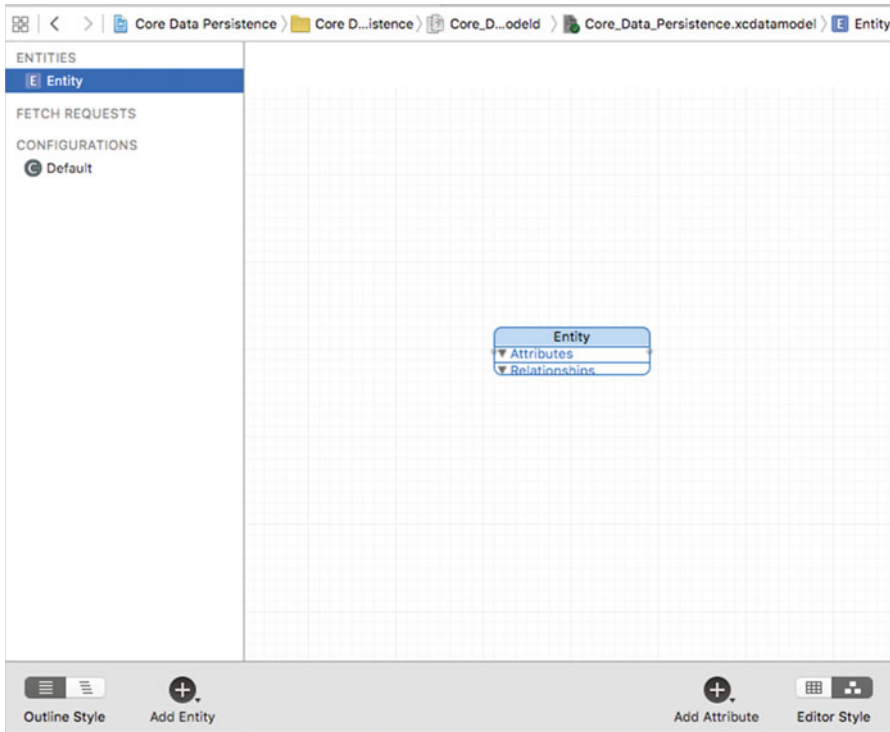 Core Data Persistence 〉 Core D...istence 〉 Core_D...odeld 〉 Core_Data_Persistence.xcdatamodel 〉 E Entity
ENTITIES
E Entity
FETCH REQUESTS
CONFIGURATIONS
C Default
Entity
Attributes
Relationships
Outline Style
Add Entity
Add Attribute
Editor Style